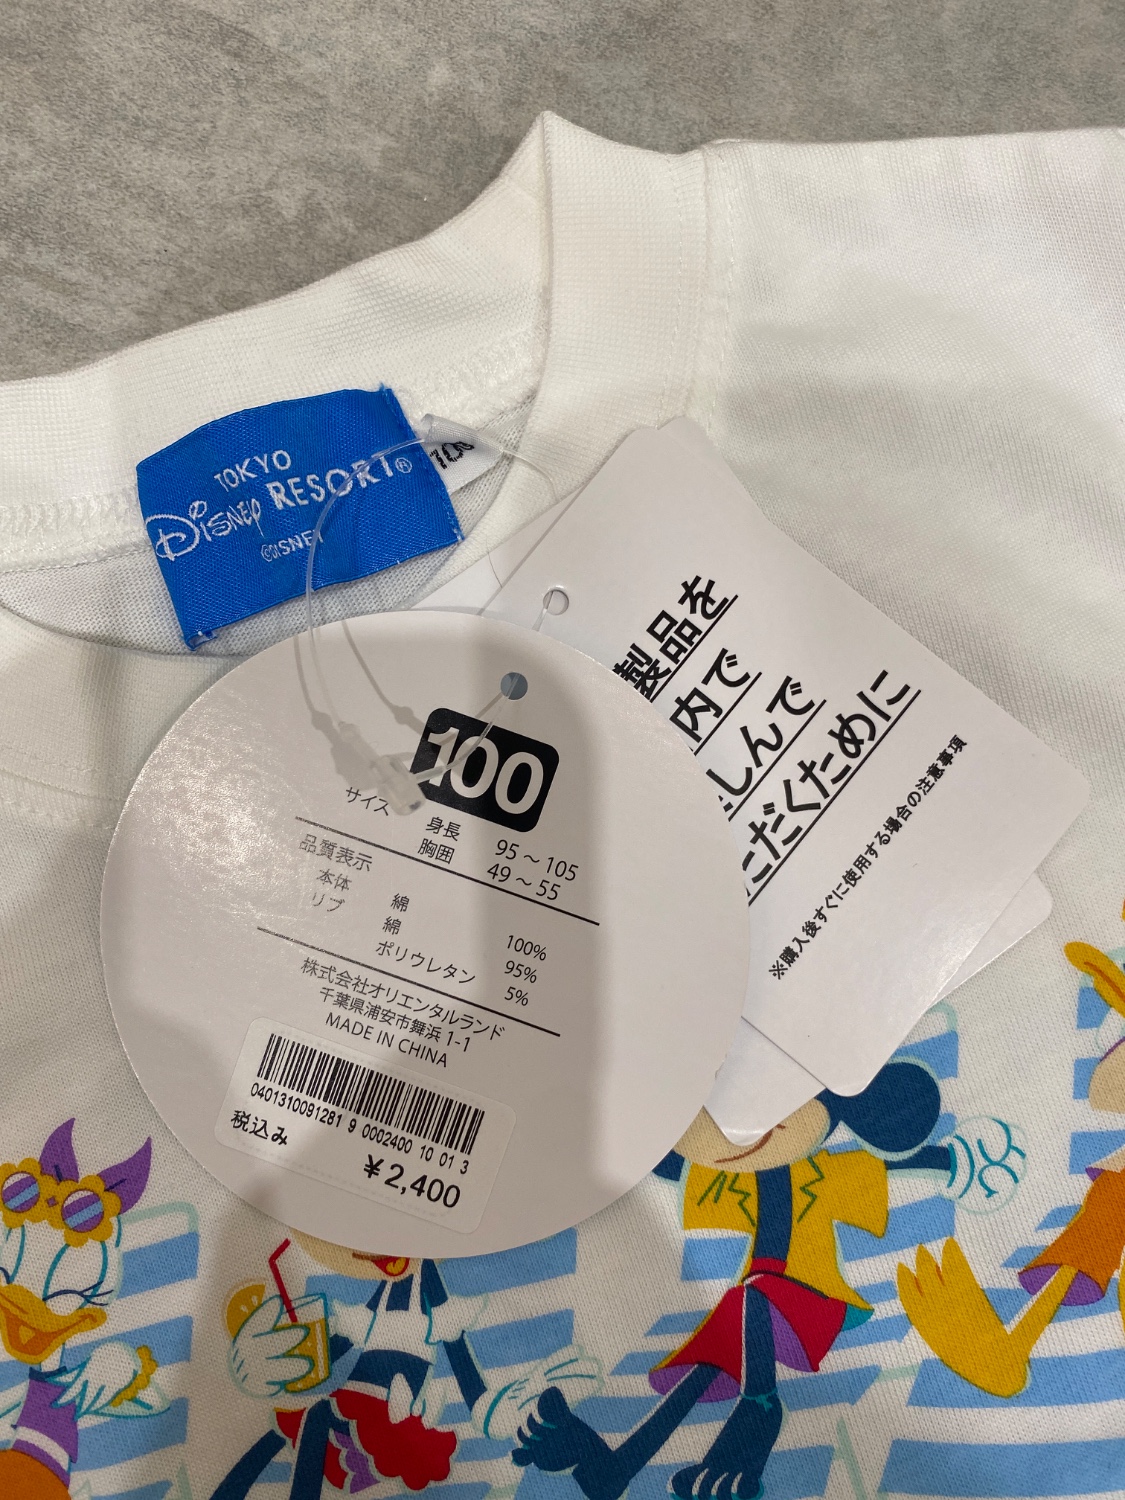 TOKYO
Disney RESORT®
©DISNEY
100
100
サイズ
身長 95～105
胸囲 49～55
品質表示
本体 綿 100%
リブ 綿 95%
ポリウレタン 5%
株式会社オリエンタルランド
千葉県浦安市舞浜 1-1
MADE IN CHINA
0401310091281 9 0002400 10 01 3
税込み
¥2,400
製品を
内で
しんで
ただくために
※購入後すぐに使用する場合の注意事項